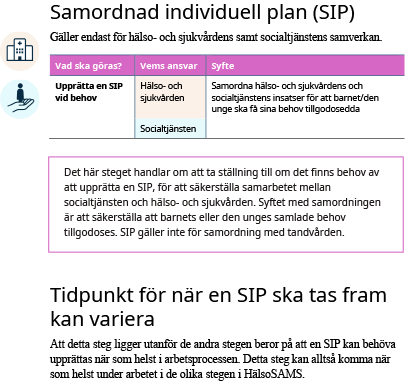 Samordnad individuell plan (SIP)
Gäller endast för hälso- och sjukvårdens samt socialtjänstens samverkan.
Vad ska göras? Vems ansvar Syfte
Upprätta en SIP
vid behov
Hälso- och
sjukvården
Samordna hälso- och sjukvårdens och
socialtjänstens insatser för att barnet/den
unge ska få sina behov tillgodosedda
Socialtjänsten
Det här steget handlar om att ta ställning till om det finns behov av
att upprätta en SIP, för att säkerställa samarbetet mellan
socialtjänsten och hälso- och sjukvården. Syftet med samordningen
är att säkerställa att barnets eller den unges samlade behov
tillgodoses. SIP gäller inte för samordning med tandvården.
Tidpunkt för när en SIP ska tas fram
kan variera
Att detta steg ligger utanför de andra stegen beror på att en SIP kan behöva
upprättas när som helst i arbetsprocessen. Detta steg kan alltså komma när
som helst under arbetet i de olika stegen i HälsoSAMS.